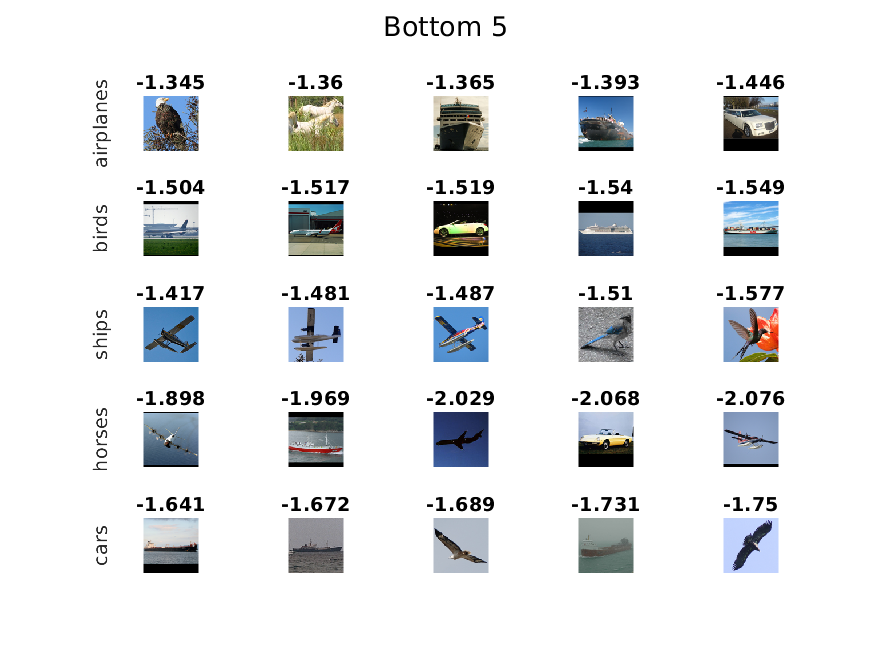 Bottom 5
airplanes
-1.345 -1.36 -1.365 -1.393 -1.446
birds
-1.504 -1.517 -1.519 -1.54 -1.549
ships
-1.417 -1.481 -1.487 -1.51 -1.577
horses
-1.898 -1.969 -2.029 -2.068 -2.076
cars
-1.641 -1.672 -1.689 -1.731 -1.75